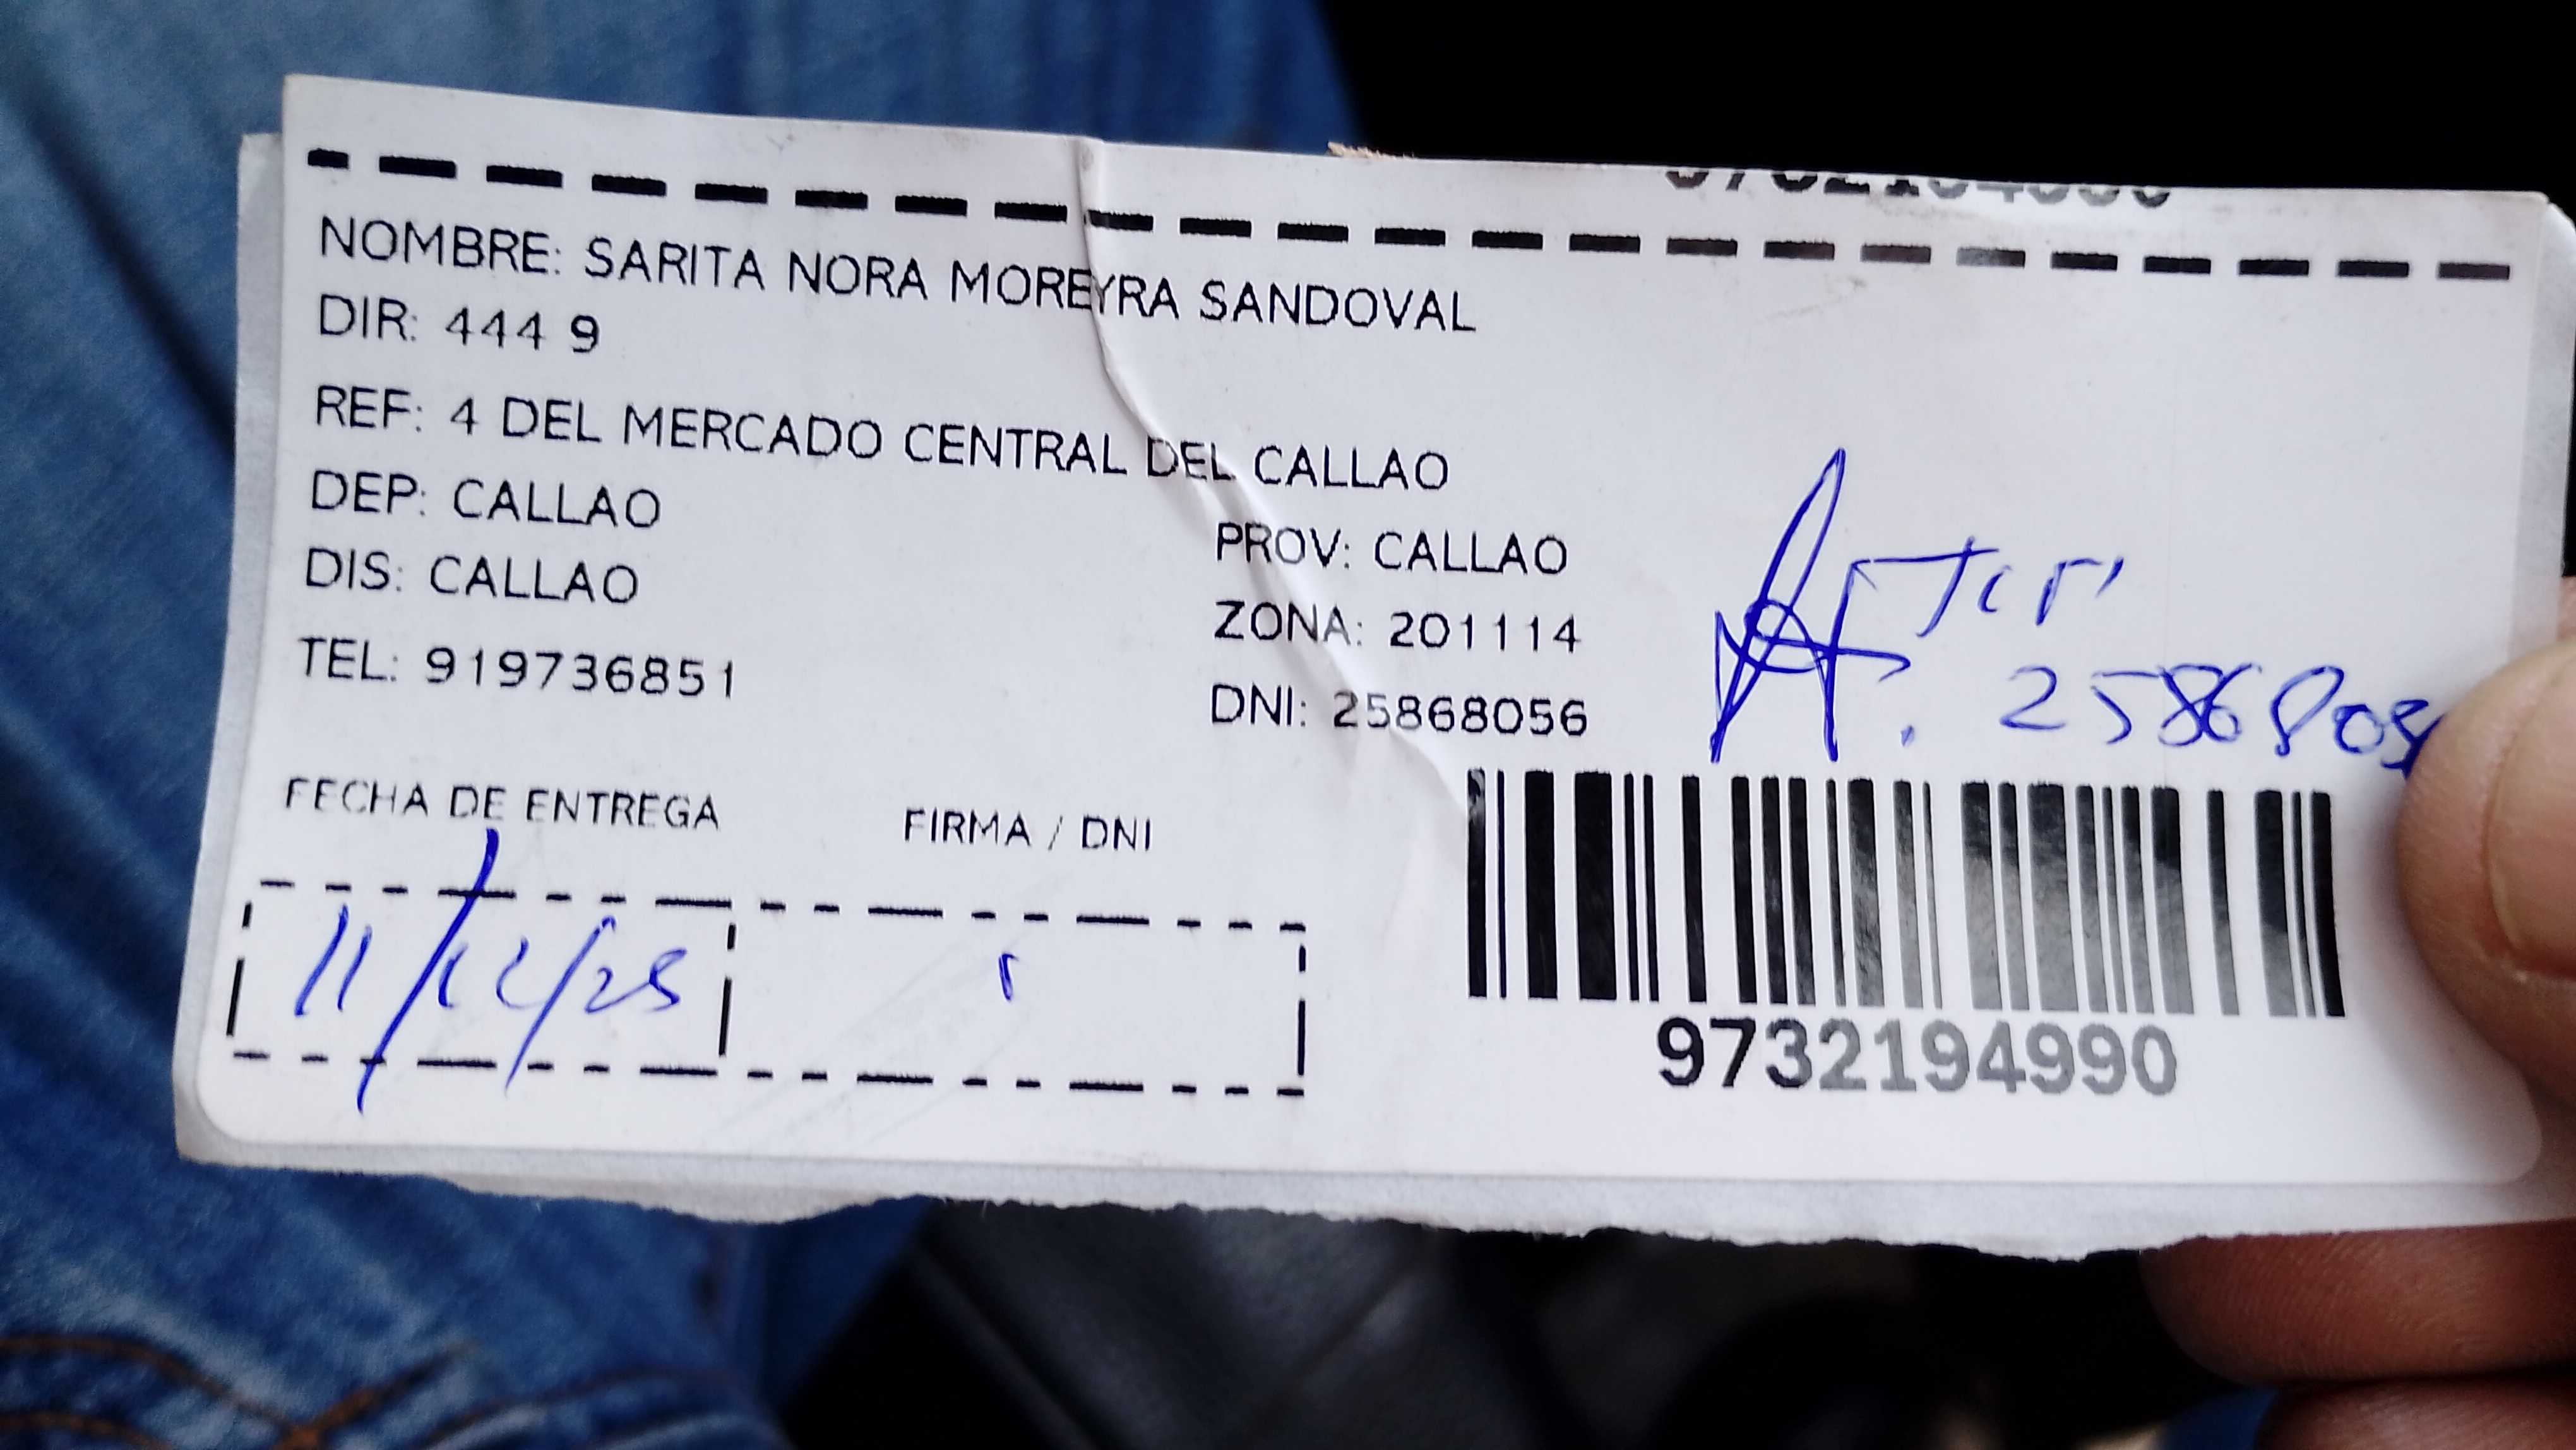 NOMBRE: SARITA NORA MOREYRA SANDOVAL
DIR: 444 9
REF: 4 DEL MERCADO CENTRAL DEL CALLAO
DEP: CALLAO
PROV: CALLAO
DIS: CALLAO
ZONA: 201114
TEL: 919736851
DNI: 25868056
FECHA DE ENTREGA
FIRMA / DNI
11/12/25
9732194990